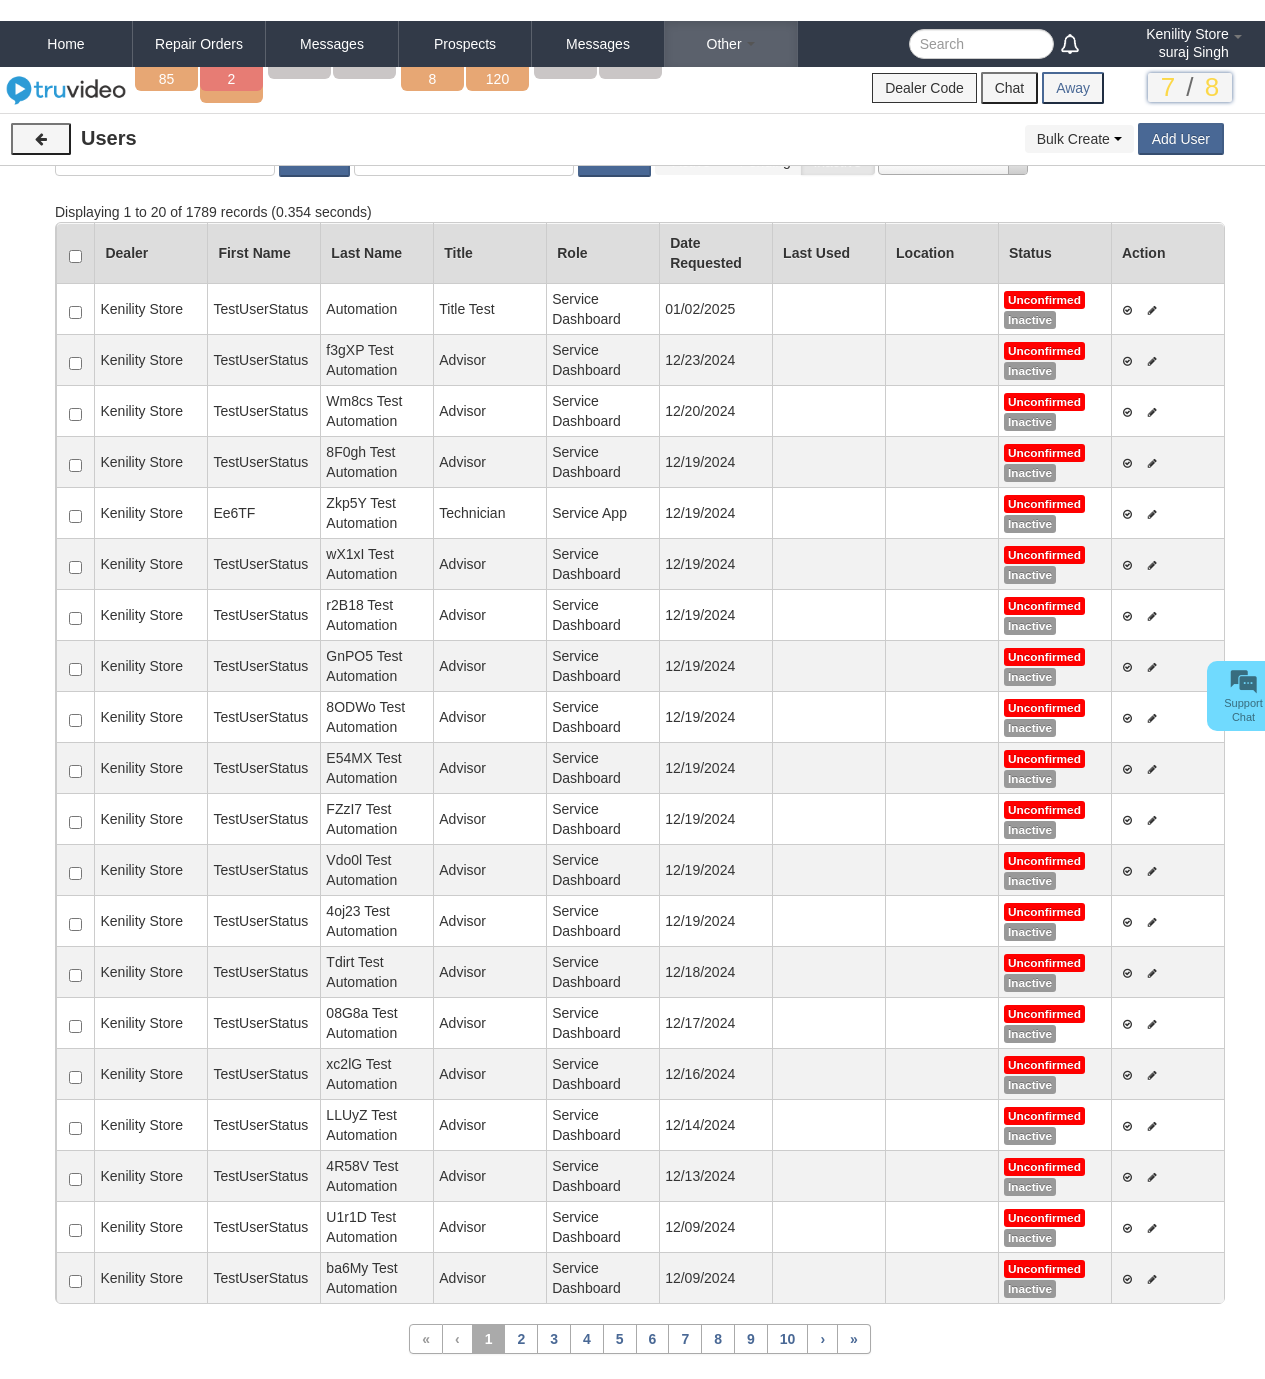 Home Repair Orders Messages Prospects Messages Other Search Kenility Store
suraj Singh
truvideo 85 2 8 120 Dealer Code Chat Away 7 / 8
Users Bulk Create Add User
Displaying 1 to 20 of 1789 records (0.354 seconds)
Dealer First Name Last Name Title Role Date Requested Last Used Location Status Action
Kenility Store TestUserStatus Automation Title Test Service Dashboard 01/02/2025 Unconfirmed Inactive
Kenility Store TestUserStatus f3gXP Test Automation Advisor Service Dashboard 12/23/2024 Unconfirmed Inactive
Kenility Store TestUserStatus Wm8cs Test Automation Advisor Service Dashboard 12/20/2024 Unconfirmed Inactive
Kenility Store TestUserStatus 8F0gh Test Automation Advisor Service Dashboard 12/19/2024 Unconfirmed Inactive
Kenility Store Ee6TF Zkp5Y Test Automation Technician Service App 12/19/2024 Unconfirmed Inactive
Kenility Store TestUserStatus wX1xI Test Automation Advisor Service Dashboard 12/19/2024 Unconfirmed Inactive
Kenility Store TestUserStatus r2B18 Test Automation Advisor Service Dashboard 12/19/2024 Unconfirmed Inactive
Kenility Store TestUserStatus GnPO5 Test Automation Advisor Service Dashboard 12/19/2024 Unconfirmed Inactive
Kenility Store TestUserStatus 8ODWo Test Automation Advisor Service Dashboard 12/19/2024 Unconfirmed Inactive
Support Chat
Kenility Store TestUserStatus E54MX Test Automation Advisor Service Dashboard 12/19/2024 Unconfirmed Inactive
Kenility Store TestUserStatus FZzI7 Test Automation Advisor Service Dashboard 12/19/2024 Unconfirmed Inactive
Kenility Store TestUserStatus Vdo0l Test Automation Advisor Service Dashboard 12/19/2024 Unconfirmed Inactive
Kenility Store TestUserStatus 4oj23 Test Automation Advisor Service Dashboard 12/19/2024 Unconfirmed Inactive
Kenility Store TestUserStatus Tdirt Test Automation Advisor Service Dashboard 12/18/2024 Unconfirmed Inactive
Kenility Store TestUserStatus 08G8a Test Automation Advisor Service Dashboard 12/17/2024 Unconfirmed Inactive
Kenility Store TestUserStatus xc2lG Test Automation Advisor Service Dashboard 12/16/2024 Unconfirmed Inactive
Kenility Store TestUserStatus LLUyZ Test Automation Advisor Service Dashboard 12/14/2024 Unconfirmed Inactive
Kenility Store TestUserStatus 4R58V Test Automation Advisor Service Dashboard 12/13/2024 Unconfirmed Inactive
Kenility Store TestUserStatus U1r1D Test Automation Advisor Service Dashboard 12/09/2024 Unconfirmed Inactive
Kenility Store TestUserStatus ba6My Test Automation Advisor Service Dashboard 12/09/2024 Unconfirmed Inactive
« ‹ 1 2 3 4 5 6 7 8 9 10 › »